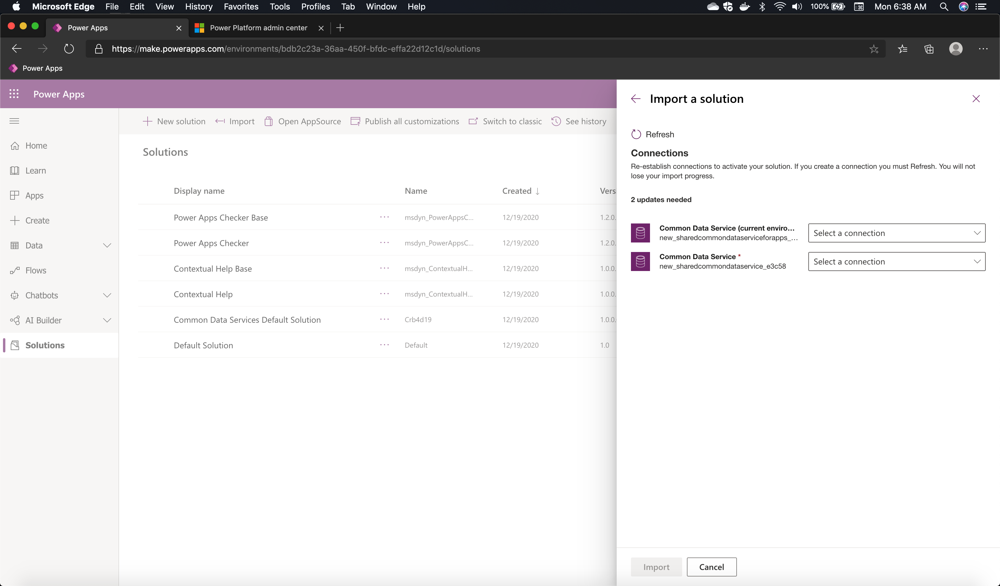 Microsoft Edge File Edit View History Favorites Tools Profiles Tab Window Help 100% Mon 6:38 AM
Power Apps Power Platform admin center
https://make.powerapps.com/environments/bdb2c23a-36aa-450f-bfdc-effa22d12c1d/solutions
Power Apps
Power Apps
Home
Learn
Apps
Create
Data
Flows
Chatbots
AI Builder
Solutions
New solution Import Open AppSource Publish all customizations Switch to classic See history
Solutions
Display name Name Created ↓ Vers
Power Apps Checker Base ... msdyn_PowerAppsC... 12/19/2020 1.2.0.
Power Apps Checker ... msdyn_PowerAppsC... 12/19/2020 1.2.0.
Contextual Help Base ... msdyn_ContextualH... 12/19/2020 1.0.0.
Contextual Help ... msdyn_ContextualH... 12/19/2020 1.0.0.
Common Data Services Default Solution ... Crb4d19 12/19/2020 1.0.0.
Default Solution ... Default 12/19/2020 1.0
Import a solution
Refresh
Connections
Re-establish connections to activate your solution. If you create a connection you must Refresh. You will not
lose your import progress.
2 updates needed
Common Data Service (current enviro...
new_sharedcommondataserviceforapps_...
Select a connection
Common Data Service *
new_sharedcommondataservice_e3c58
Select a connection
Import Cancel